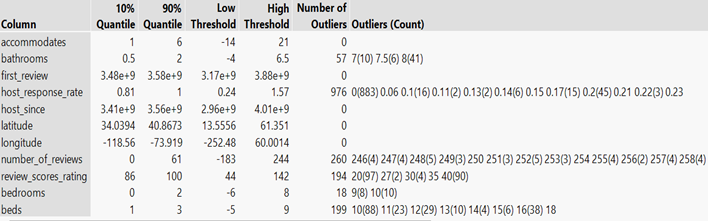 10% 90% Low High Number of
Column Quantile Quantile Threshold Threshold Outliers Outliers (Count)
accommodates 1 6 -14 21 0
bathrooms 0.5 2 -4 6.5 57 7(10) 7.5(6) 8(41)
first_review 3.48e+9 3.58e+9 3.17e+9 3.88e+9 0
host_response_rate 0.81 1 0.24 1.57 976 0(883) 0.06 0.1(16) 0.11(2) 0.13(2) 0.14(6) 0.15 0.17(15) 0.2(45) 0.21 0.22(3) 0.23
host_since 3.41e+9 3.56e+9 2.96e+9 4.01e+9 0
latitude 34.0394 40.8673 13.5556 61.351 0
longitude -118.56 -73.919 -252.48 60.0014 0
number_of_reviews 0 61 -183 244 260 246(4) 247(4) 248(5) 249(3) 250 251(3) 252(5) 253(3) 254 255(4) 256(2) 257(4) 258(4)
review_scores_rating 86 100 44 142 194 20(97) 27(2) 30(4) 35 40(90)
bedrooms 0 2 -6 8 18 9(8) 10(10)
beds 1 3 -5 9 199 10(88) 11(23) 12(29) 13(10) 14(4) 15(6) 16(38) 18